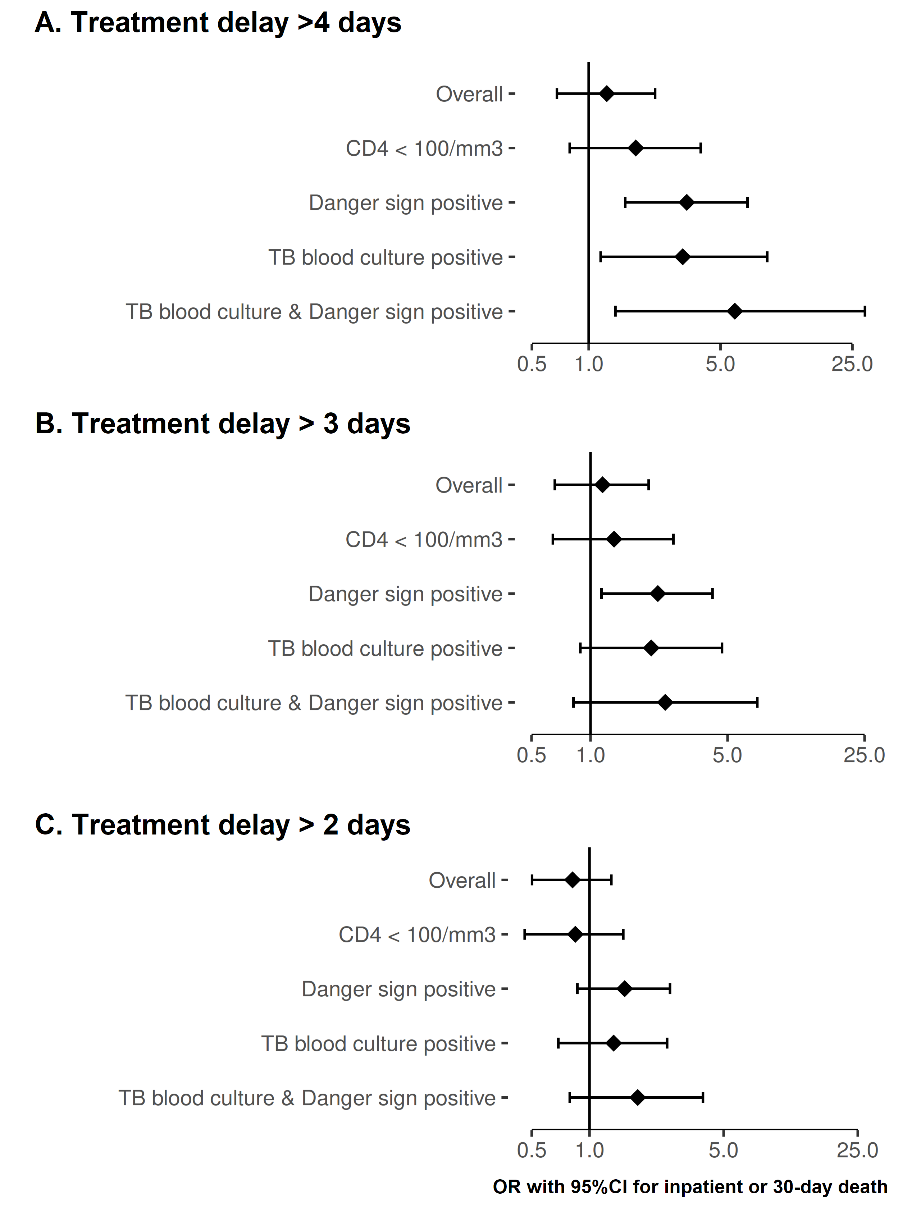 A. Treatment delay >4 days
Overall
CD4 < 100/mm3
Danger sign positive
TB blood culture positive
TB blood culture & Danger sign positive
0.5 1.0 5.0 25.0
B. Treatment delay > 3 days
Overall
CD4 < 100/mm3
Danger sign positive
TB blood culture positive
TB blood culture & Danger sign positive
0.5 1.0 5.0 25.0
C. Treatment delay > 2 days
Overall
CD4 < 100/mm3
Danger sign positive
TB blood culture positive
TB blood culture & Danger sign positive
0.5 1.0 5.0 25.0
OR with 95%CI for inpatient or 30-day death